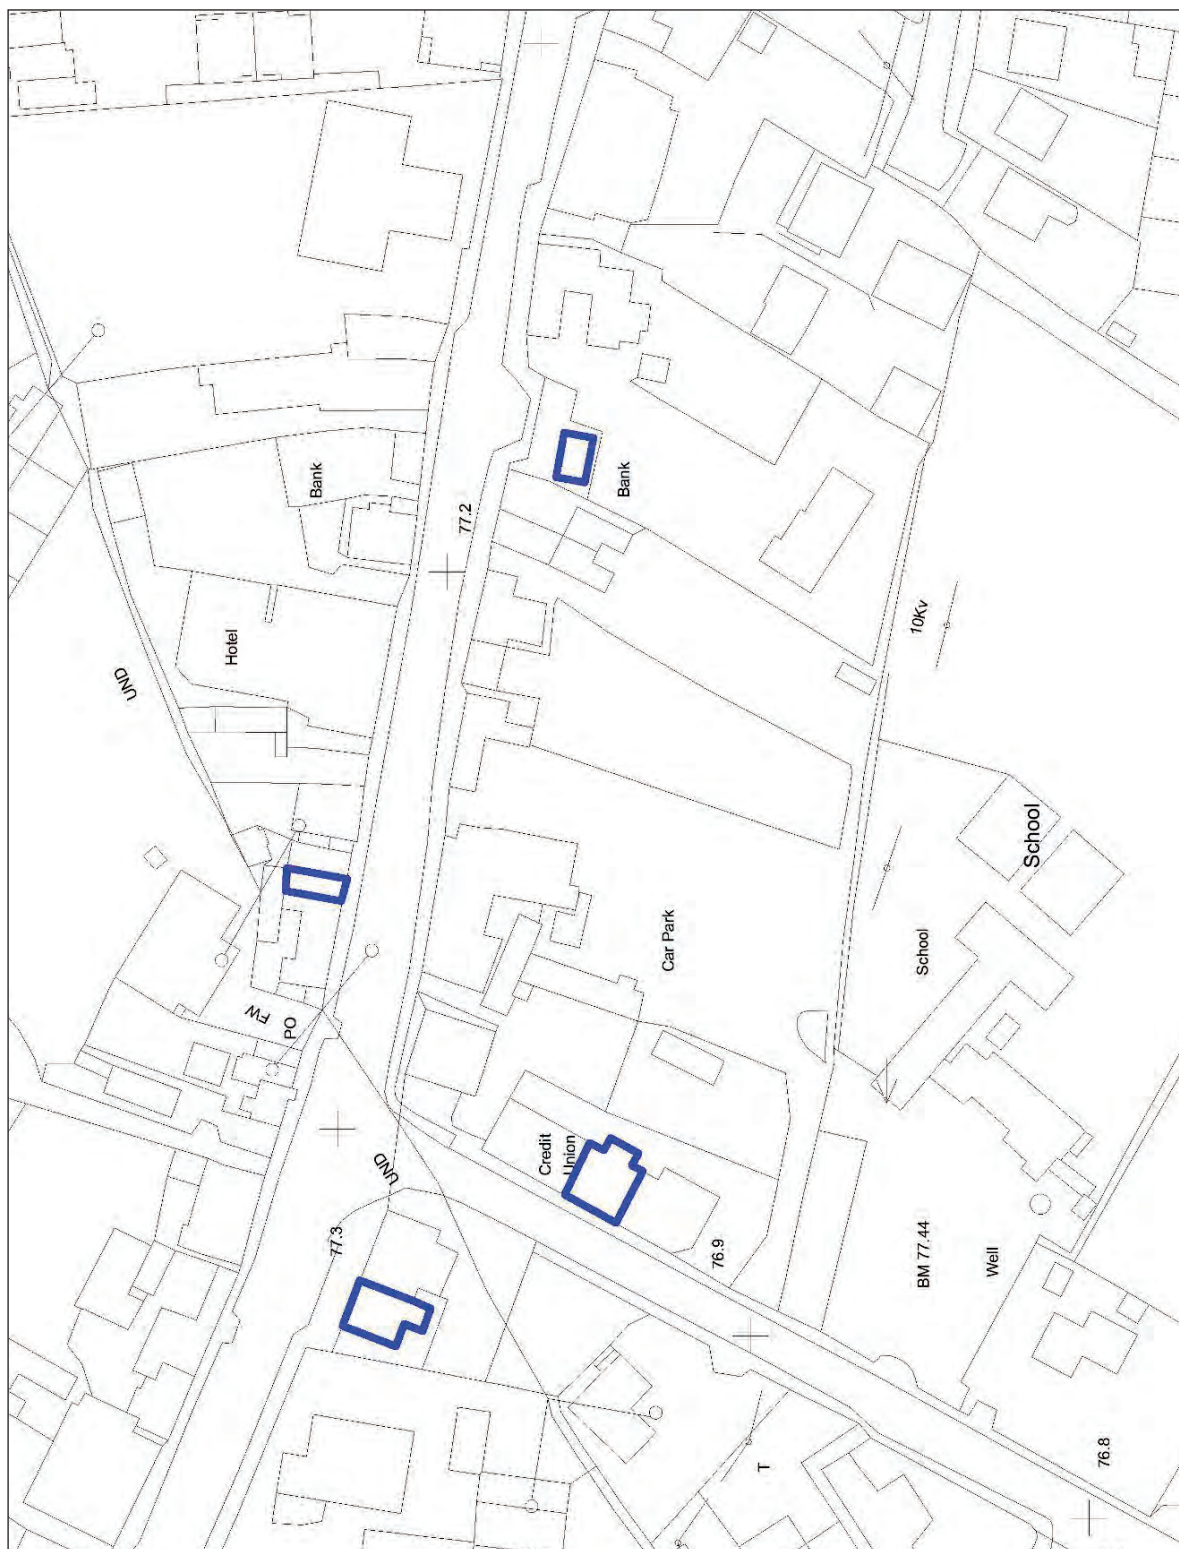 Bank
77.2
Bank
Hotel
UND
10Kv
School
School
Car Park
FW
PO
UND
Credit
Union
77.3
76.9
BM 77.44
Well
T
76.8